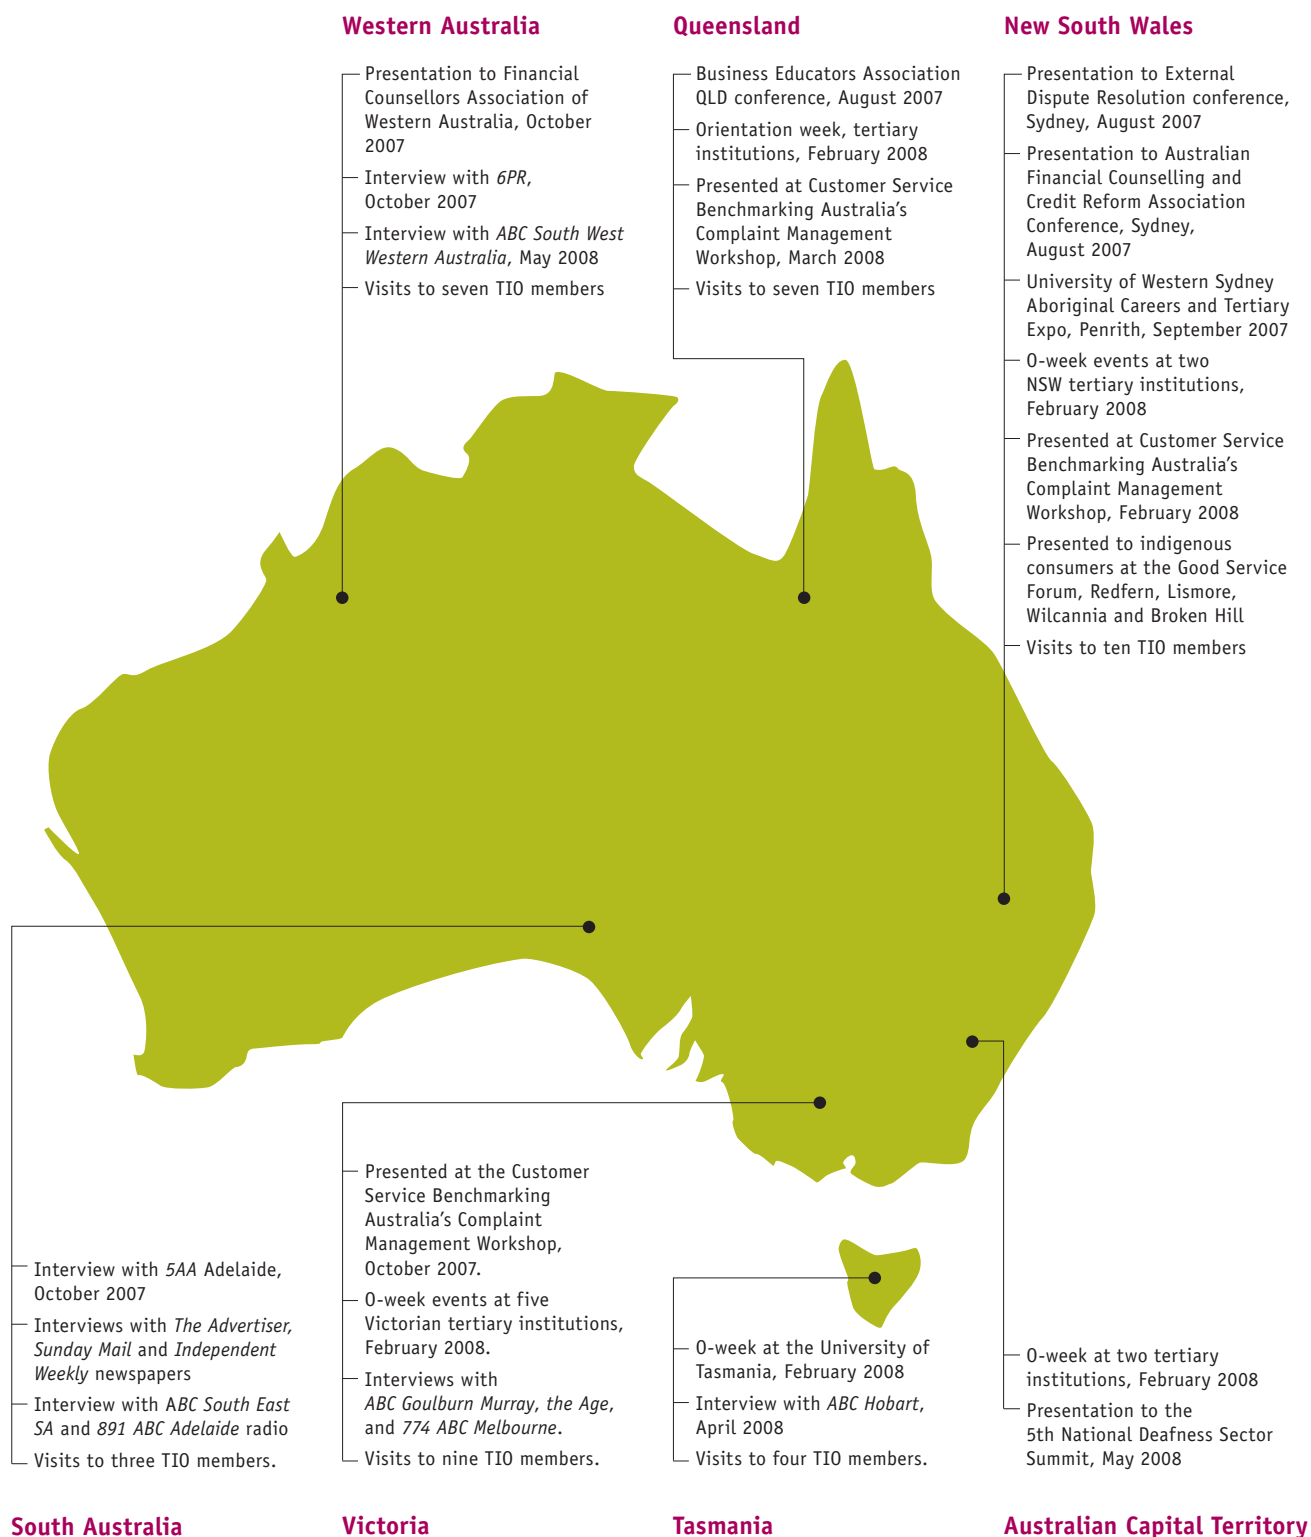 Western Australia
Presentation to Financial
Counsellors Association of
Western Australia, October
2007
Interview with 6PR,
October 2007
Interview with ABC South West
Western Australia, May 2008
Visits to seven TIO members
Queensland
Business Educators Association
QLD conference, August 2007
Orientation week, tertiary
institutions, February 2008
Presented at Customer Service
Benchmarking Australia's
Complaint Management
Workshop, March 2008
Visits to seven TIO members
New South Wales
Presentation to External
Dispute Resolution conference,
Sydney, August 2007
Presentation to Australian
Financial Counselling and
Credit Reform Association
Conference, Sydney,
August 2007
University of Western Sydney
Aboriginal Careers and Tertiary
Expo, Penrith, September 2007
O-week events at two
NSW tertiary institutions,
February 2008
Presented at Customer Service
Benchmarking Australia's
Complaint Management
Workshop, February 2008
Presented to indigenous
consumers at the Good Service
Forum, Redfern, Lismore,
Wilcannia and Broken Hill
Visits to ten TIO members
Interview with 5AA Adelaide,
October 2007
Interviews with The Advertiser,
Sunday Mail and Independent
Weekly newspapers
Interview with ABC South East
SA and 891 ABC Adelaide radio
Visits to three TIO members.
South Australia
Presented at the Customer
Service Benchmarking
Australia's Complaint
Management Workshop,
October 2007.
O-week events at five
Victorian tertiary institutions,
February 2008.
Interviews with
ABC Goulburn Murray, the Age,
and 774 ABC Melbourne.
Visits to nine TIO members.
Victoria
O-week at the University of
Tasmania, February 2008
Interview with ABC Hobart,
April 2008
Visits to four TIO members.
Tasmania
O-week at two tertiary
institutions, February 2008
Presentation to the
5th National Deafness Sector
Summit, May 2008
Australian Capital Territory